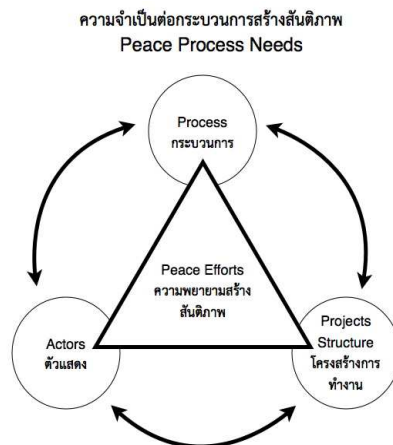 ความจำเป็นต่อกระบวนการสร้างสันติภาพ
Peace Process Needs
Process
กระบวนการ
Peace Efforts
ความพยายามสร้าง
สันติภาพ
Actors
ตัวแสดง
Projects
Structure
โครงสร้างการ
ทำงาน